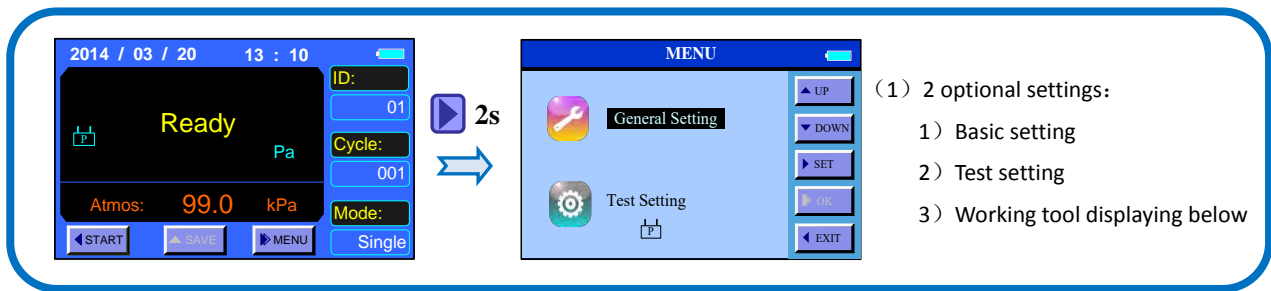 2014 / 03 / 20 13 : 10
Ready
P
Pa
Atmos: 99.0 kPa
START SAVE MENU
ID:
01
Cycle:
001
Mode:
Single
2s
MENU
General Setting
Test Setting
P
UP
DOWN
SET
OK
EXIT
（1）2 optional settings：
1）Basic setting
2）Test setting
3）Working tool displaying below